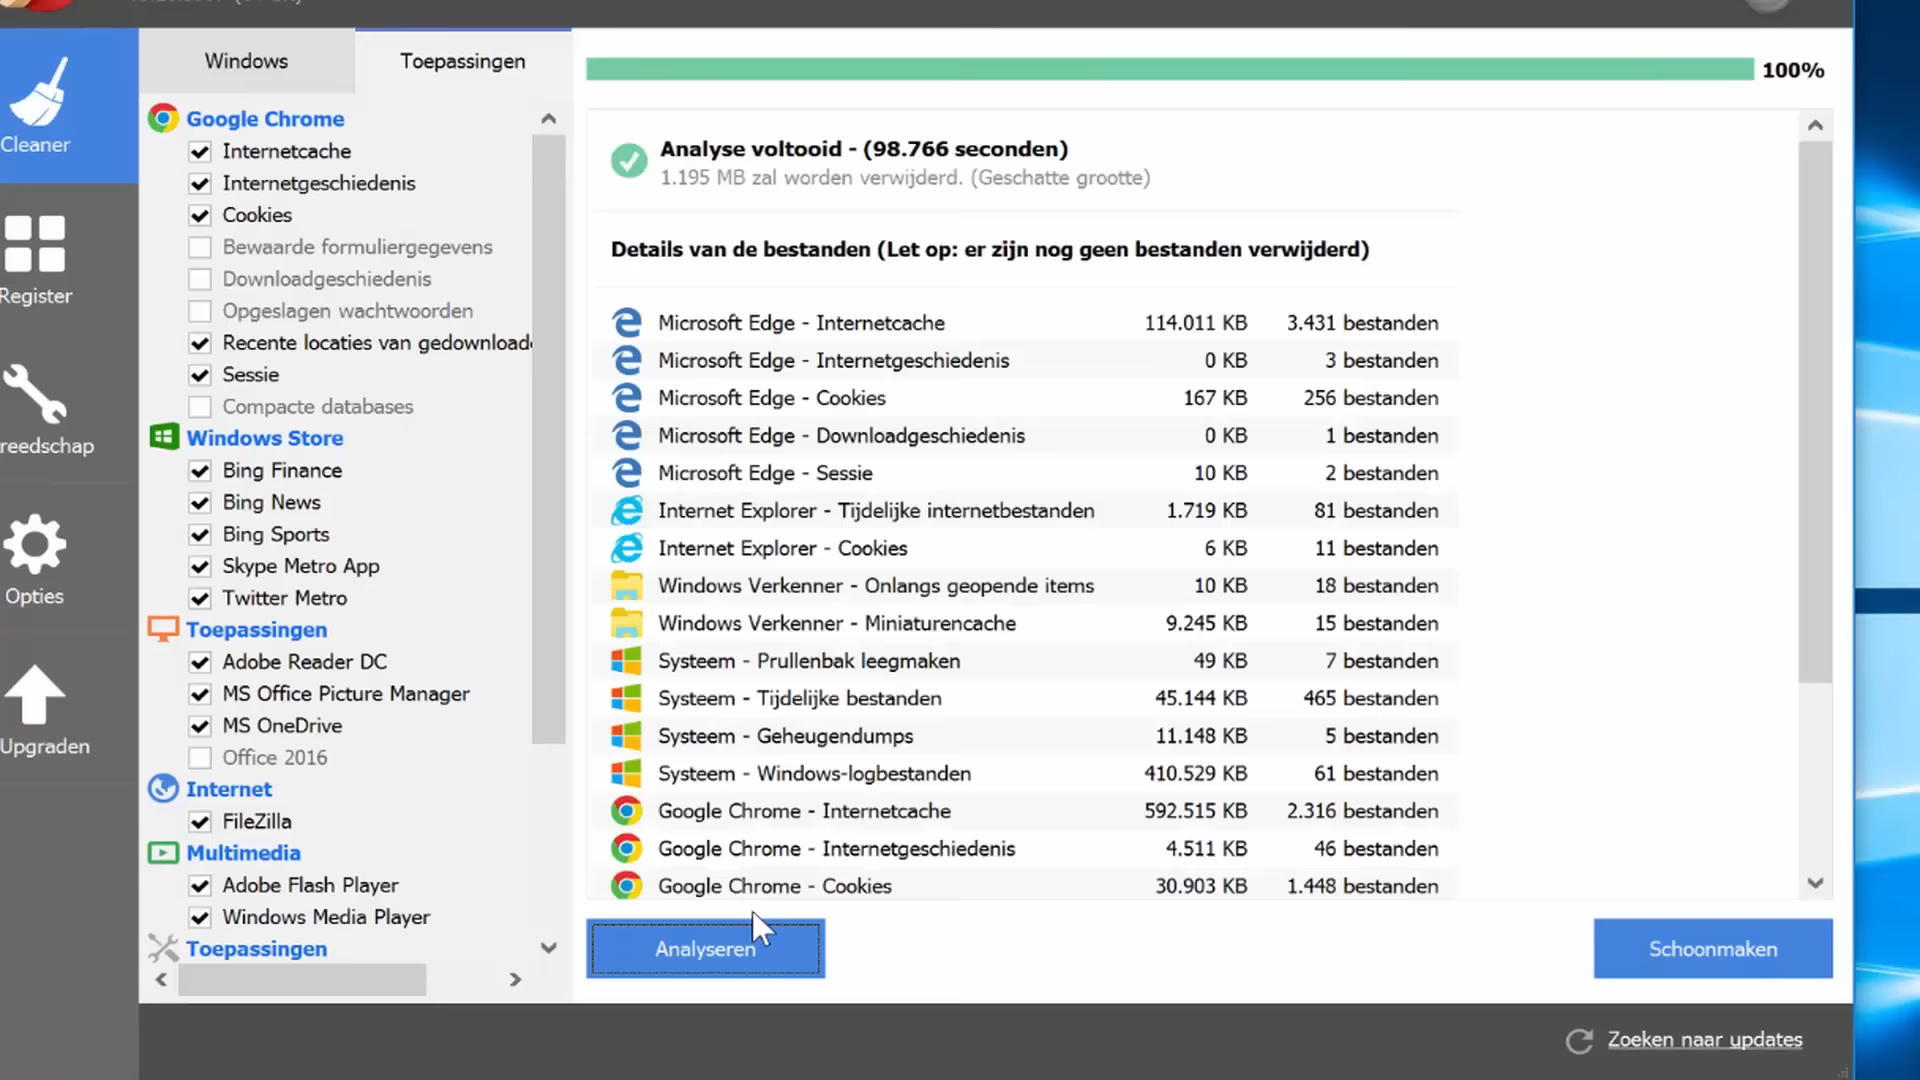 Windows
Toepassingen
100%
Cleaner
Register
reedschap
Opties
Upgraden
Google Chrome
Internetcache
Internetgeschiedenis
Cookies
Bewaarde formuliergegevens
Downloadgeschiedenis
Opgeslagen wachtwoorden
Recente locaties van gedownload
Sessie
Compacte databases
Windows Store
Bing Finance
Bing News
Bing Sports
Skype Metro App
Twitter Metro
Toepassingen
Adobe Reader DC
MS Office Picture Manager
MS OneDrive
Office 2016
Internet
FileZilla
Multimedia
Adobe Flash Player
Windows Media Player
Toepassingen
Analyse voltooid - (98.766 seconden)
1.195 MB zal worden verwijderd. (Geschatte grootte)
Details van de bestanden (Let op: er zijn nog geen bestanden verwijderd)
Microsoft Edge - Internetcache 114.011 KB 3.431 bestanden
Microsoft Edge - Internetgeschiedenis 0 KB 3 bestanden
Microsoft Edge - Cookies 167 KB 256 bestanden
Microsoft Edge - Downloadgeschiedenis 0 KB 1 bestanden
Microsoft Edge - Sessie 10 KB 2 bestanden
Internet Explorer - Tijdelijke internetbestanden 1.719 KB 81 bestanden
Internet Explorer - Cookies 6 KB 11 bestanden
Windows Verkenner - Onlangs geopende items 10 KB 18 bestanden
Windows Verkenner - Miniaturencache 9.245 KB 15 bestanden
Systeem - Prullenbak leegmaken 49 KB 7 bestanden
Systeem - Tijdelijke bestanden 45.144 KB 465 bestanden
Systeem - Geheugendumps 11.148 KB 5 bestanden
Systeem - Windows-logbestanden 410.529 KB 61 bestanden
Google Chrome - Internetcache 592.515 KB 2.316 bestanden
Google Chrome - Internetgeschiedenis 4.511 KB 46 bestanden
Google Chrome - Cookies 30.903 KB 1.448 bestanden
Analyseren
Schoonmaken
Zoeken naar updates